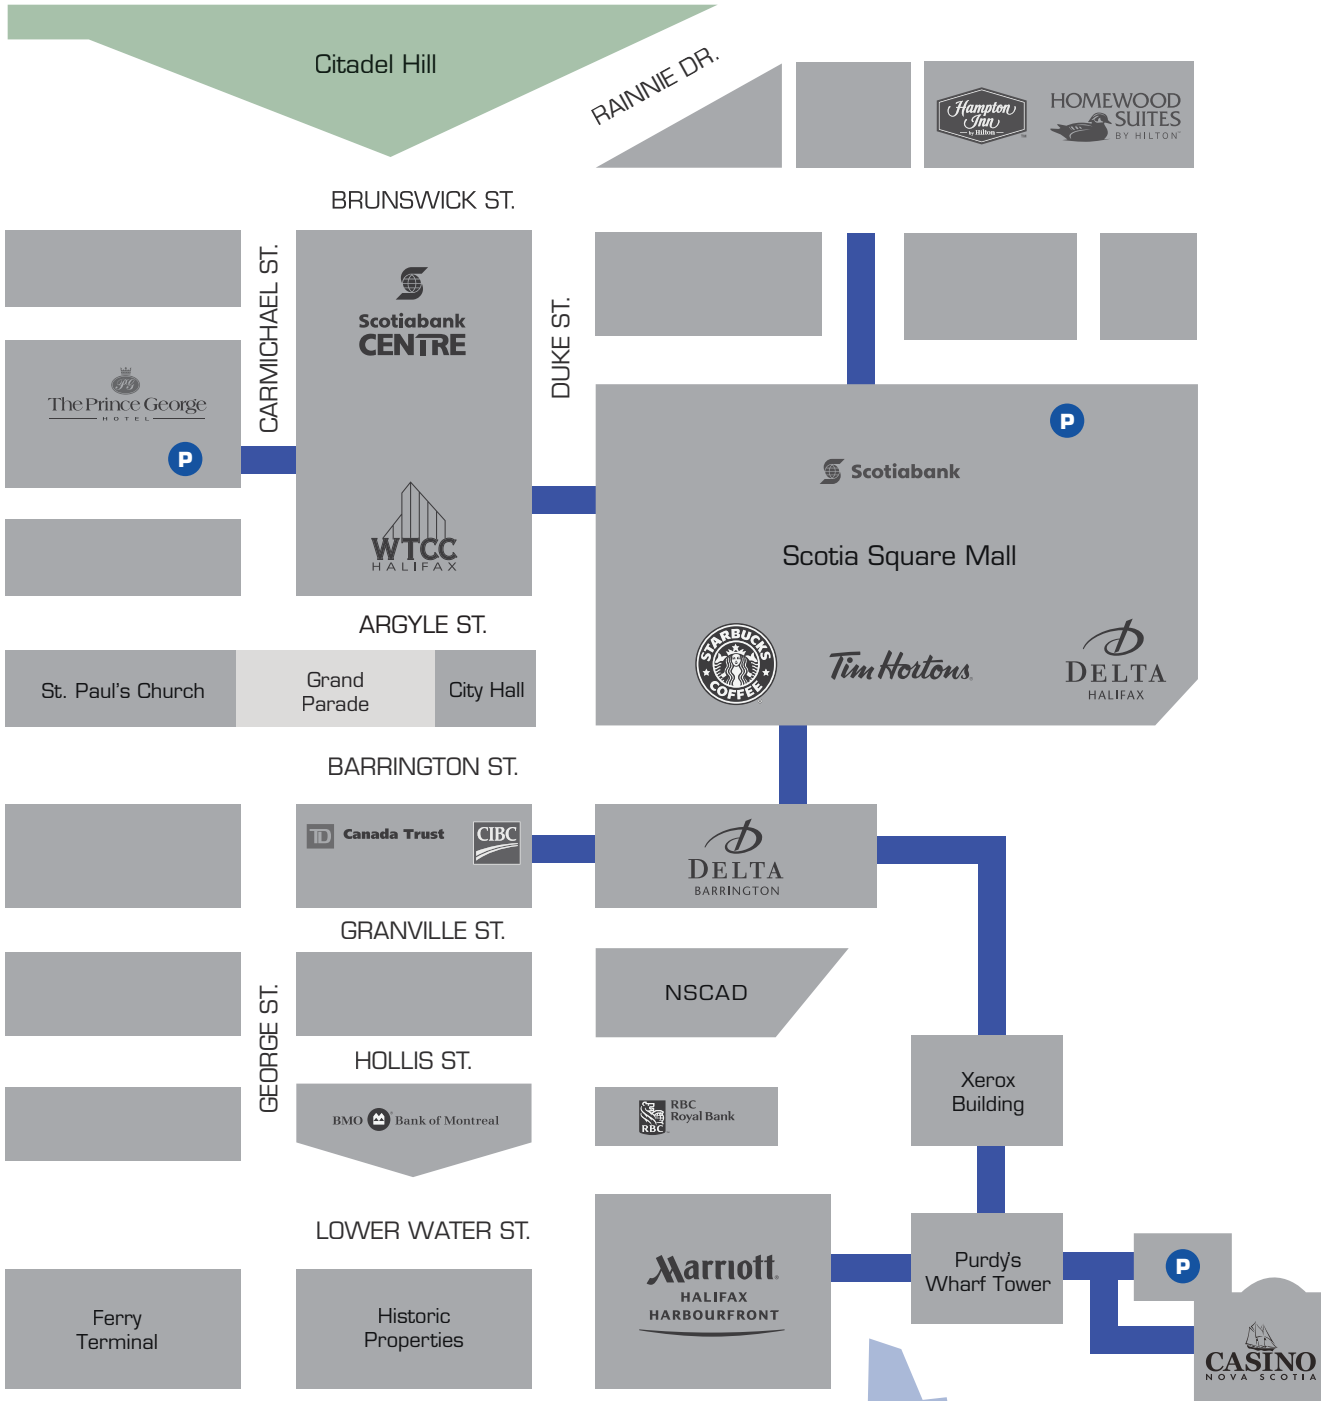 Citadel Hill
RAINNIE DR.
Hampton
Inn
by Hilton
HOMEWOOD
SUITES
BY HILTON
BRUNSWICK ST.
CARMICHAEL ST.
Scotiabank
CENTRE
DUKE ST.
PG
The Prince George
HOTEL
P
P
Scotiabank
WTCC
HALIFAX
Scotia Square Mall
ARGYLE ST.
STARBUCKS
COFFEE
Tim Hortons
DELTA
HALIFAX
St. Paul's Church
Grand
Parade
City Hall
BARRINGTON ST.
TD Canada Trust
CIBC
DELTA
BARRINGTON
GRANVILLE ST.
NSCAD
GEORGE ST.
HOLLIS ST.
Xerox
Building
BMO Bank of Montreal
RBC
RBC
Royal Bank
LOWER WATER ST.
Marriott
HALIFAX
HARBOURFRONT
Purdy's
Wharf Tower
P
Ferry
Terminal
Historic
Properties
CASINO
NOVA SCOTIA